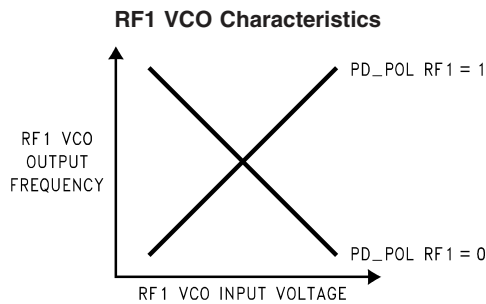 RF1 VCO Characteristics
PD_POL RF1 = 1
RF1 VCO
OUTPUT
FREQUENCY
PD_POL RF1 = 0
RF1 VCO INPUT VOLTAGE